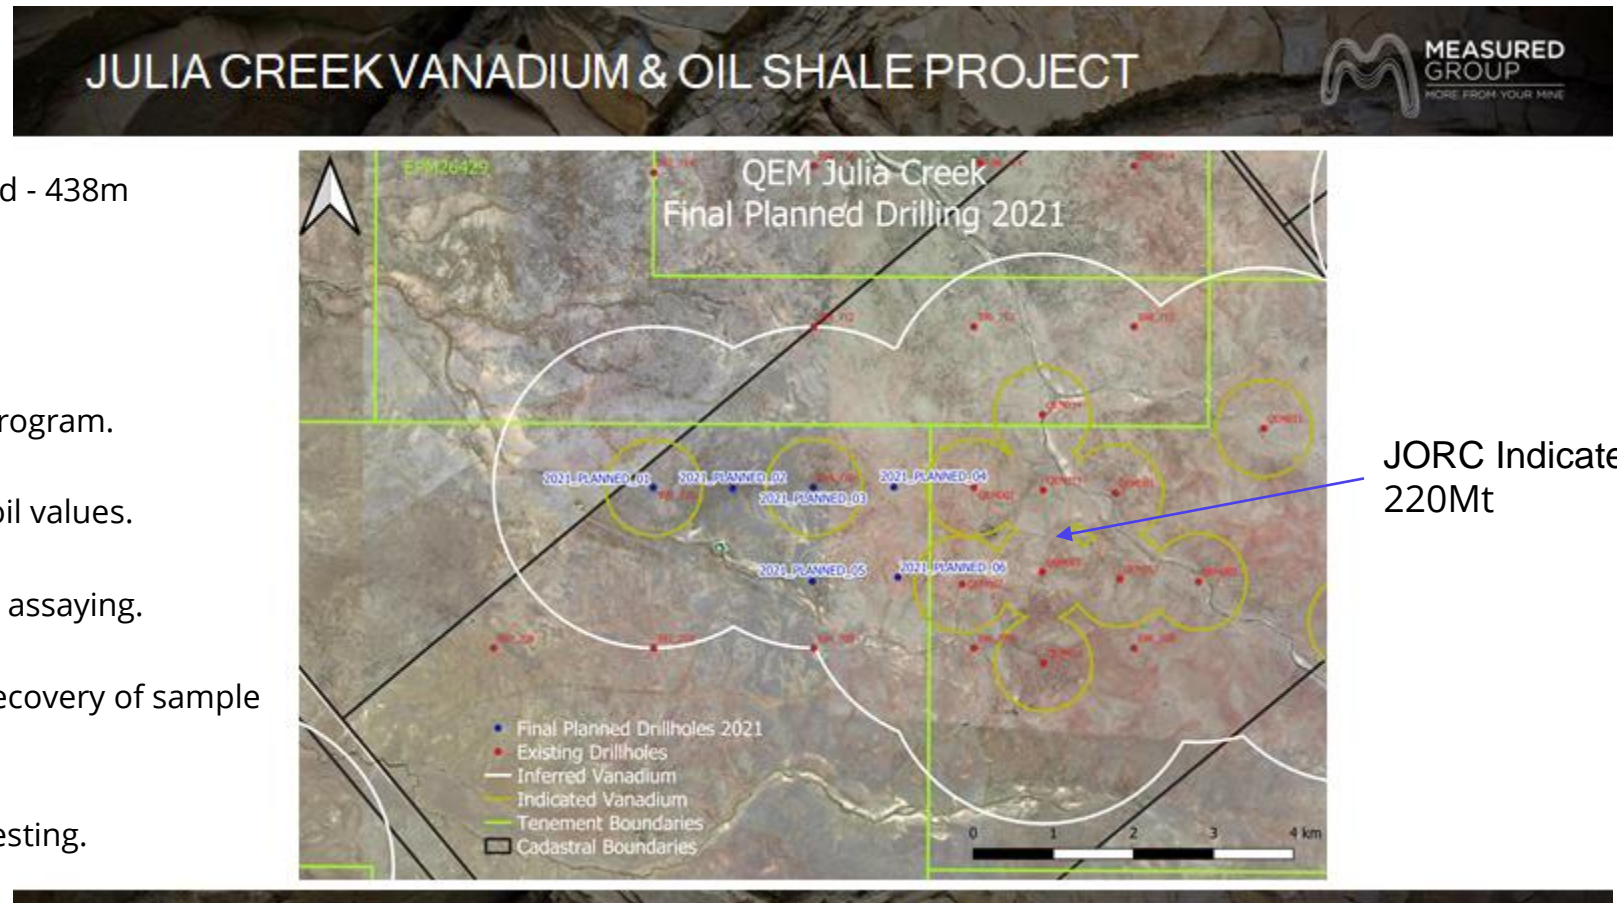 JULIA CREEK VANADIUM & OIL SHALE PROJECT
MEASURED
GROUP
MORE FROM YOUR MINE
d - 438m
rogram.
oil values.
assaying.
ecovery of sample
esting.
EPM26429
QEM Julia Creek
Final Planned Drilling 2021
2021_PLANNED_01
2021_PLANNED_02
2021_PLANNED_03
2021_PLANNED_04
2021_PLANNED_05
2021_PLANNED_06
Final Planned Drillholes 2021
Existing Drillholes
Inferred Vanadium
Indicated Vanadium
Tenement Boundaries
Cadastral Boundaries
0 1 2 3 4 km
JORC Indicate
220Mt